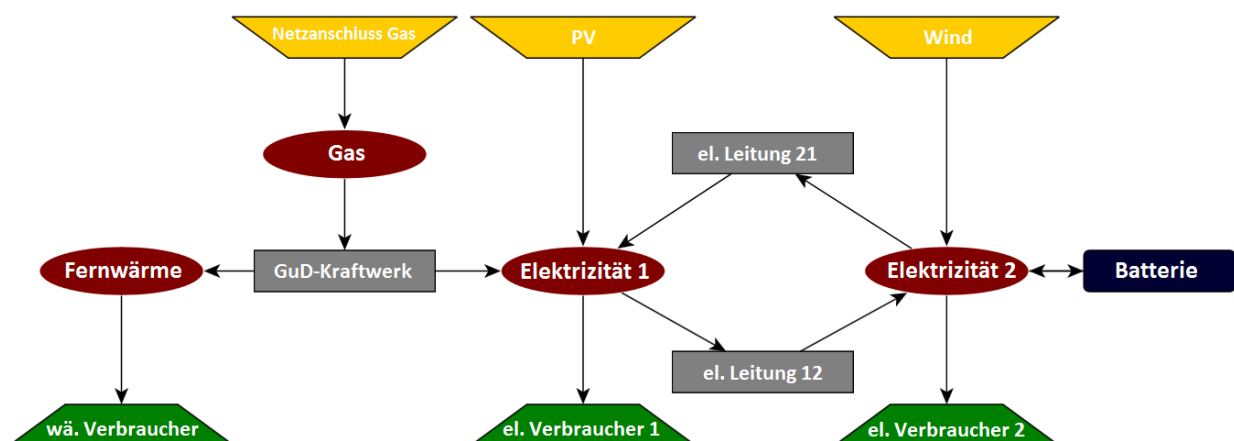 Netzanschluss Gas
PV
Wind
Gas
el. Leitung 21
Fernwärme
GuD-Kraftwerk
Elektrizität 1
Elektrizität 2
Batterie
el. Leitung 12
wä. Verbraucher
el. Verbraucher 1
el. Verbraucher 2